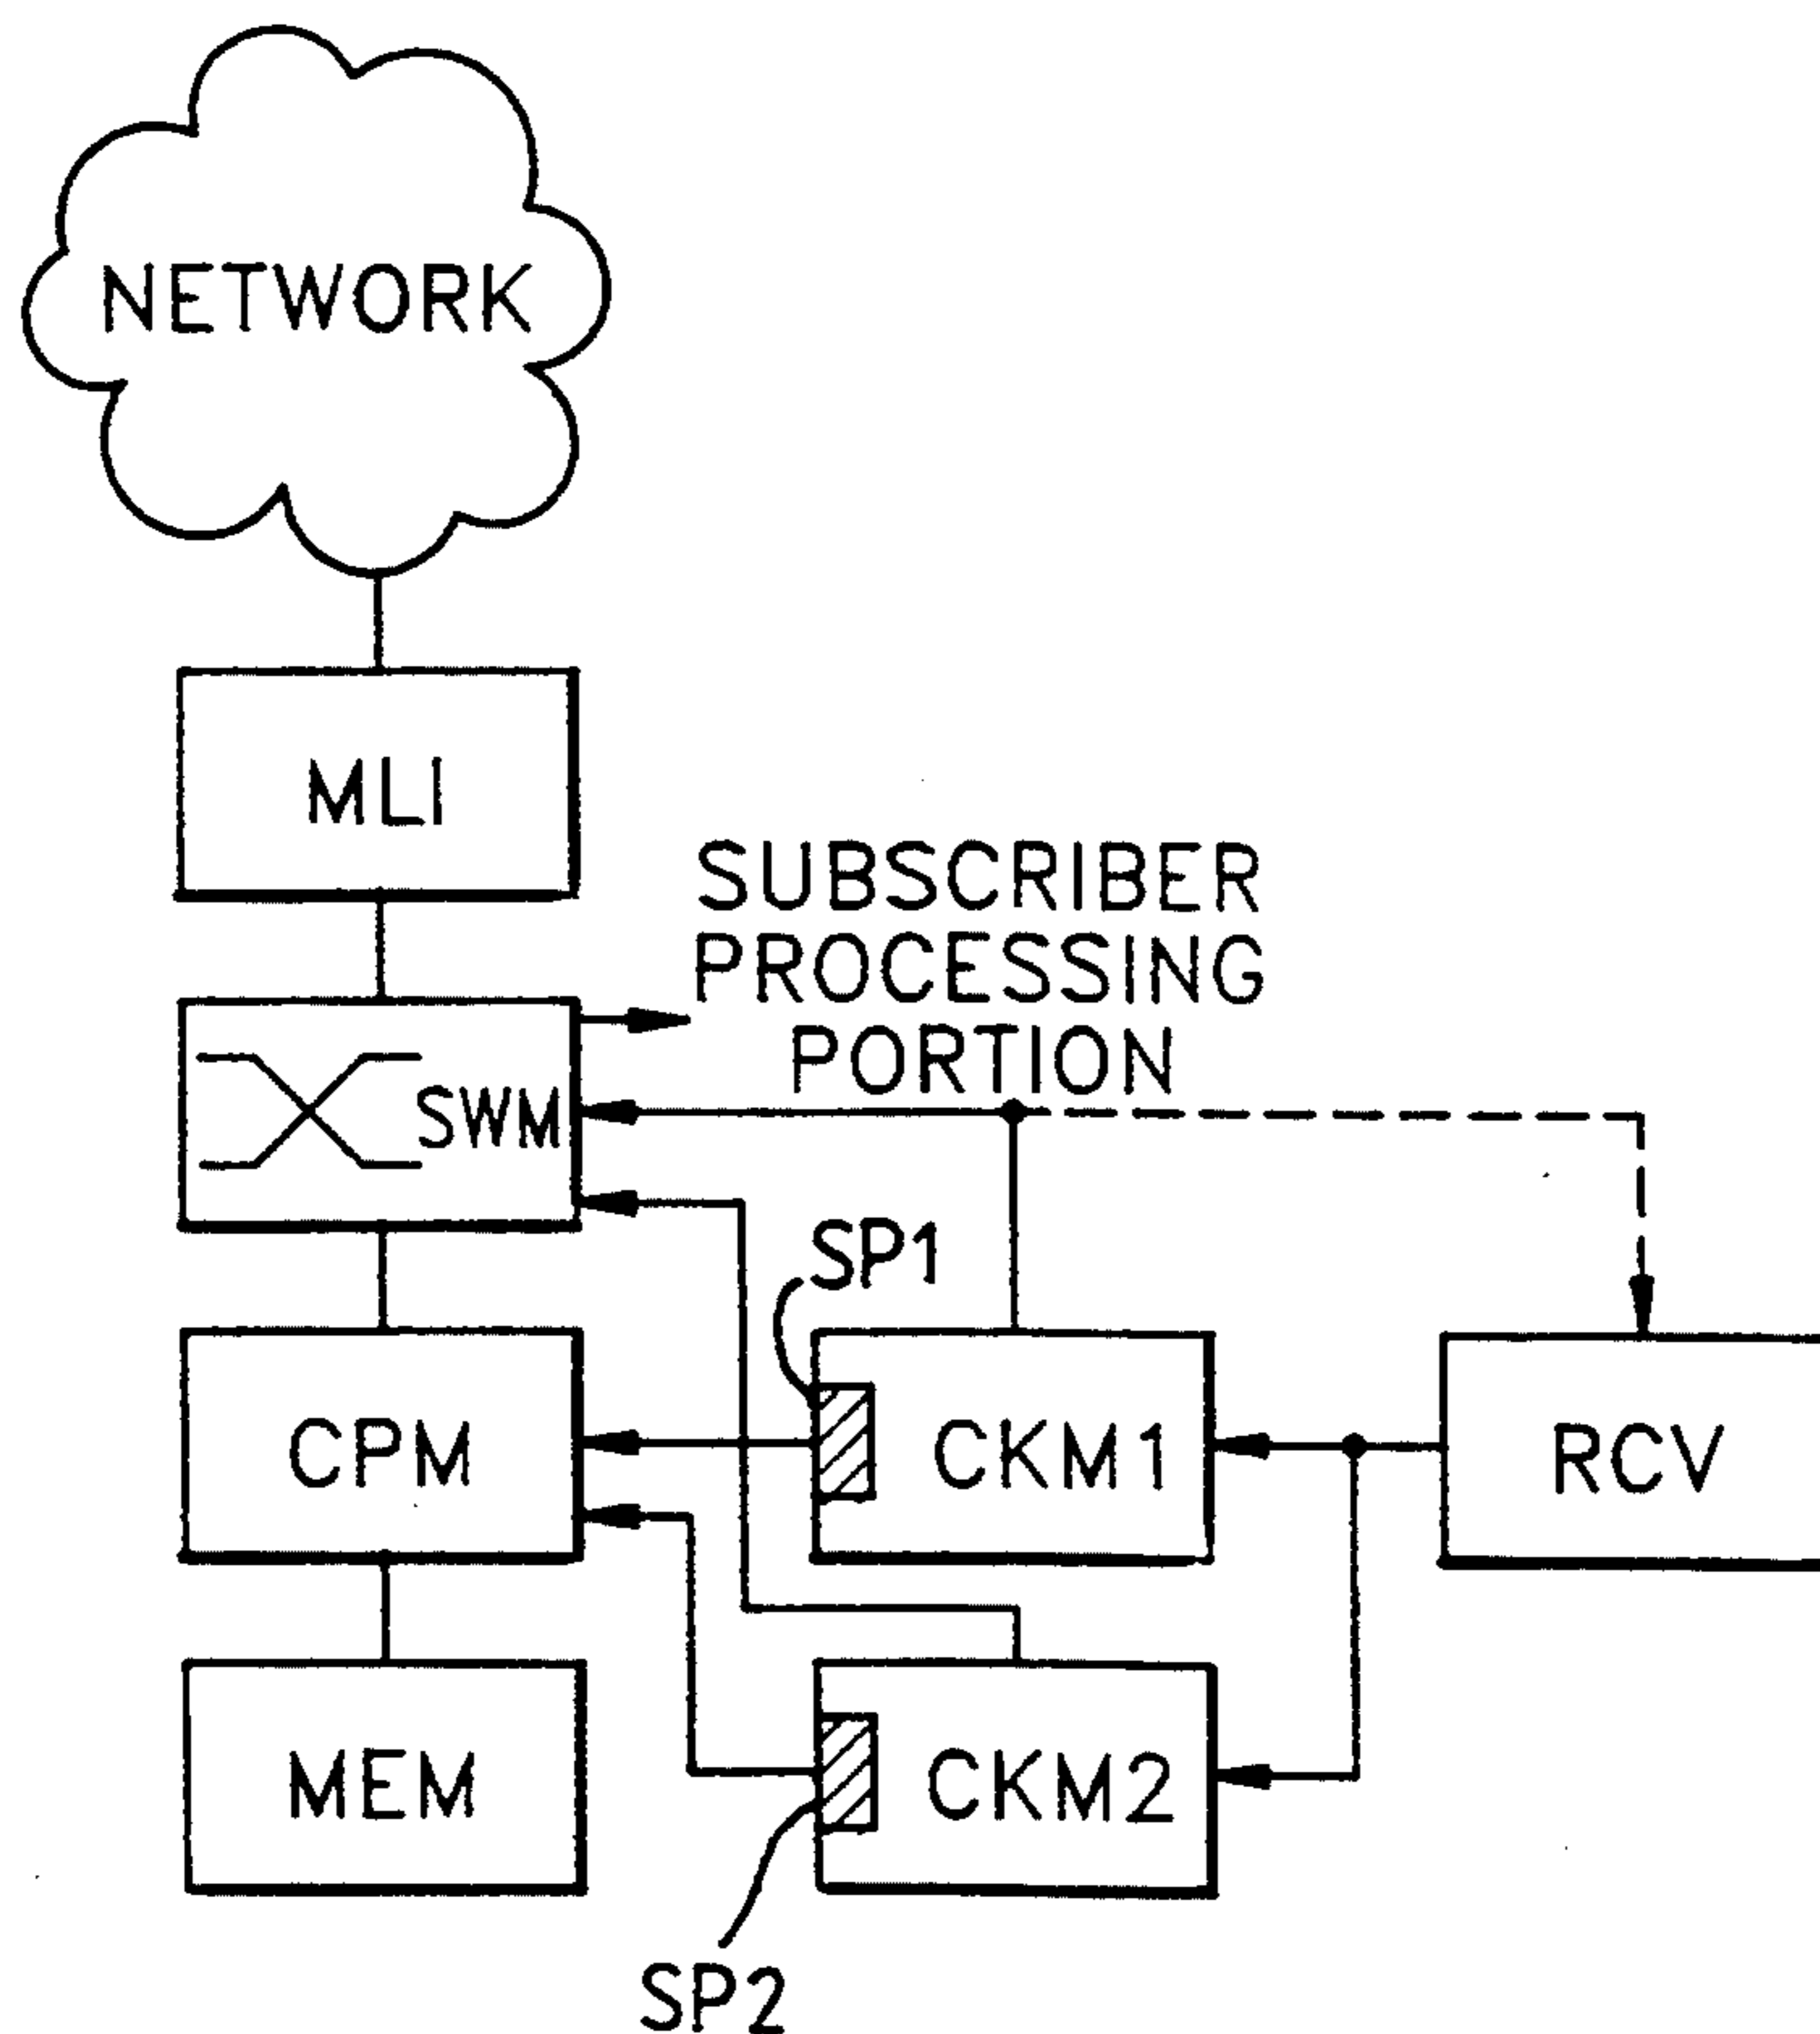 NETWORK
MLI
SUBSCRIBER
PROCESSING
PORTION
SWM
SP1
CPM
CKM1
RCV
MEM
CKM2
SP2